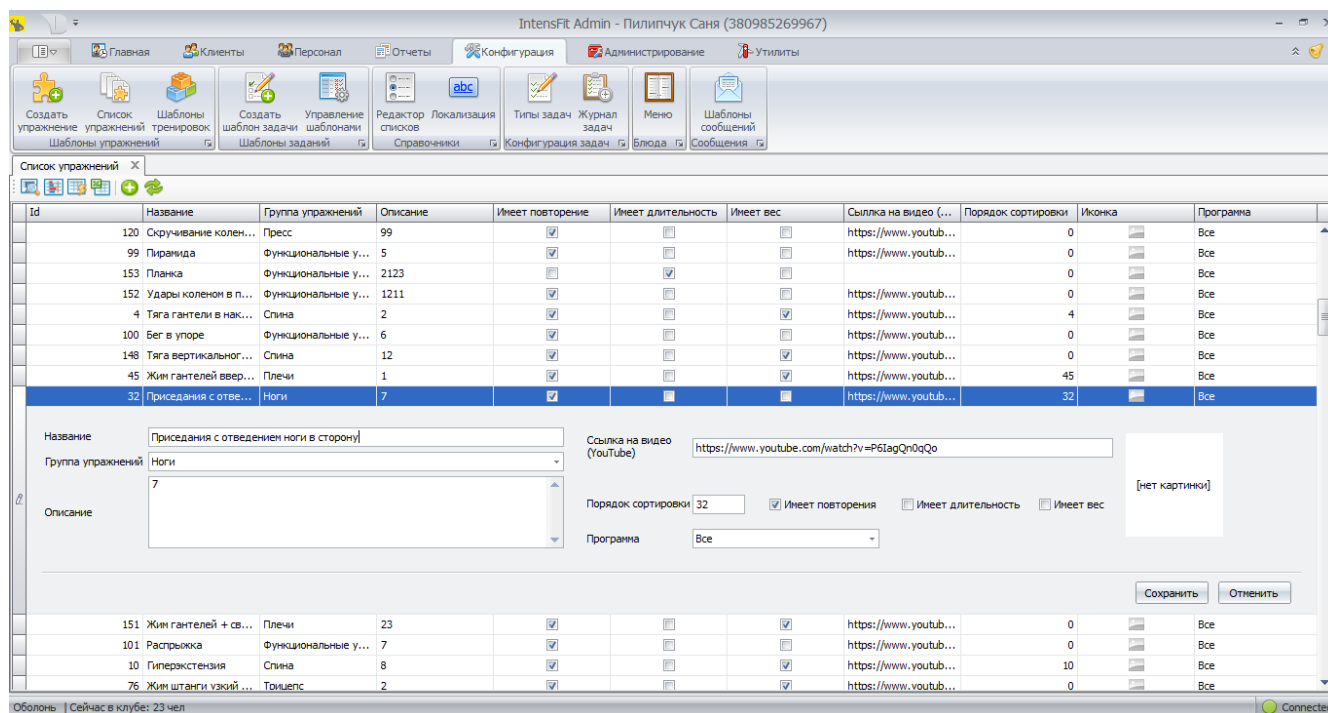 IntensFit Admin - Пилипчук Саня (380985269967)
Главная Клиенты Персонал Отчеты Конфигурация Администрирование Утилиты
abc
Создать упражнение Список упражнений Шаблоны тренировок Создать шаблон задачи Управление шаблонами Редактор списков Локализация Типы задач Журнал задач Меню Шаблоны сообщений
Шаблоны упражнений Шаблоны заданий Справочники Конфигурация задач Блюда Сообщения
Список упражнений
Id Название Группа упражнений Описание Имеет повторение Имеет длительность Имеет вес Сыллка на видео (... Порядок сортировки Иконка Программа
120 Скручивание колен... Пресс 99 https://www.youtub... 0 Все
99 Пирамида Функциональные у... 5 https://www.youtub... 0 Все
153 Планка Функциональные у... 2123 0 Все
152 Удары коленом в п... Функциональные у... 1211 https://www.youtub... 0 Все
4 Тяга гантели в нак... Спина 2 https://www.youtub... 4 Все
100 Бег в упоре Функциональные у... 6 https://www.youtub... 0 Все
148 Тяга вертикальног... Спина 12 https://www.youtub... 0 Все
45 Жим гантелей ввер... Плечи 1 https://www.youtub... 45 Все
32 Приседания с отве... Ноги 7 https://www.youtub... 32 Все
Название Приседания с отведением ноги в сторону
Группа упражнений Ноги
Описание 7
Ссылка на видео (YouTube) https://www.youtube.com/watch?v=P6IagQn0qQo
Порядок сортировки 32 Имеет повторения Имеет длительность Имеет вес
Программа Все
[нет картинки]
Сохранить Отменить
151 Жим гантелей + св... Плечи 23 https://www.youtub... 0 Все
101 Распрыжка Функциональные у... 7 https://www.youtub... 0 Все
10 Гиперэкстензия Спина 8 https://www.youtub... 10 Все
76 Жим штанги узкий ... Трицепс 2 https://www.youtub... 0 Все
Оболонь | Сейчас в клубе: 23 чел Connected